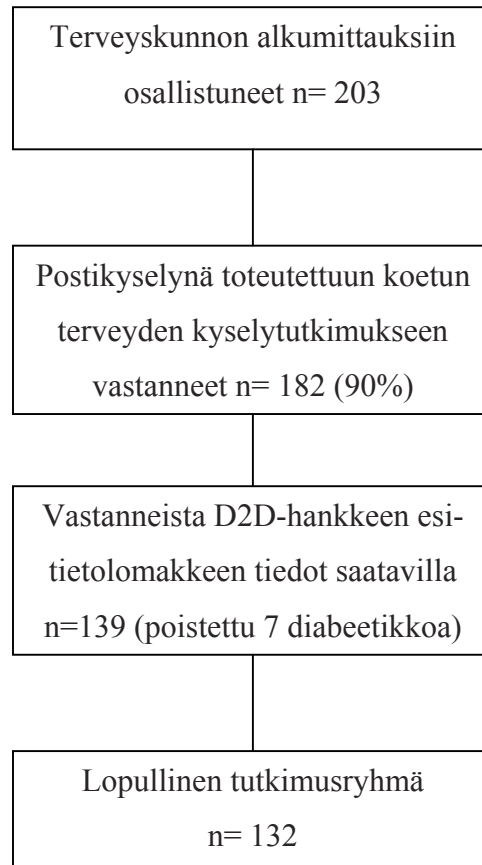 Terveyskunnon alkumittauksiin
osallistuneet n= 203
Postikyselynä toteutettuun koetun
terveyden kyselytutkimukseen
vastanneet n= 182 (90%)
Vastanneista D2D-hankkeen esi-
tietolomakkeen tiedot saatavilla
n=139 (poistettu 7 diabeetikkoa)
Lopullinen tutkimusryhmä
n= 132